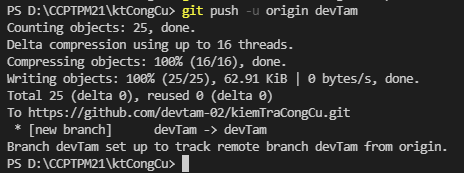 PS D:\CCPTPM21\ktCongCu> git push -u origin devTam
Counting objects: 25, done.
Delta compression using up to 16 threads.
Compressing objects: 100% (16/16), done.
Writing objects: 100% (25/25), 62.91 KiB | 0 bytes/s, done.
Total 25 (delta 0), reused 0 (delta 0)
To https://github.com/devtam-02/kiemTraCongCu.git
 * [new branch]      devTam -> devTam
Branch devTam set up to track remote branch devTam from origin.
PS D:\CCPTPM21\ktCongCu>